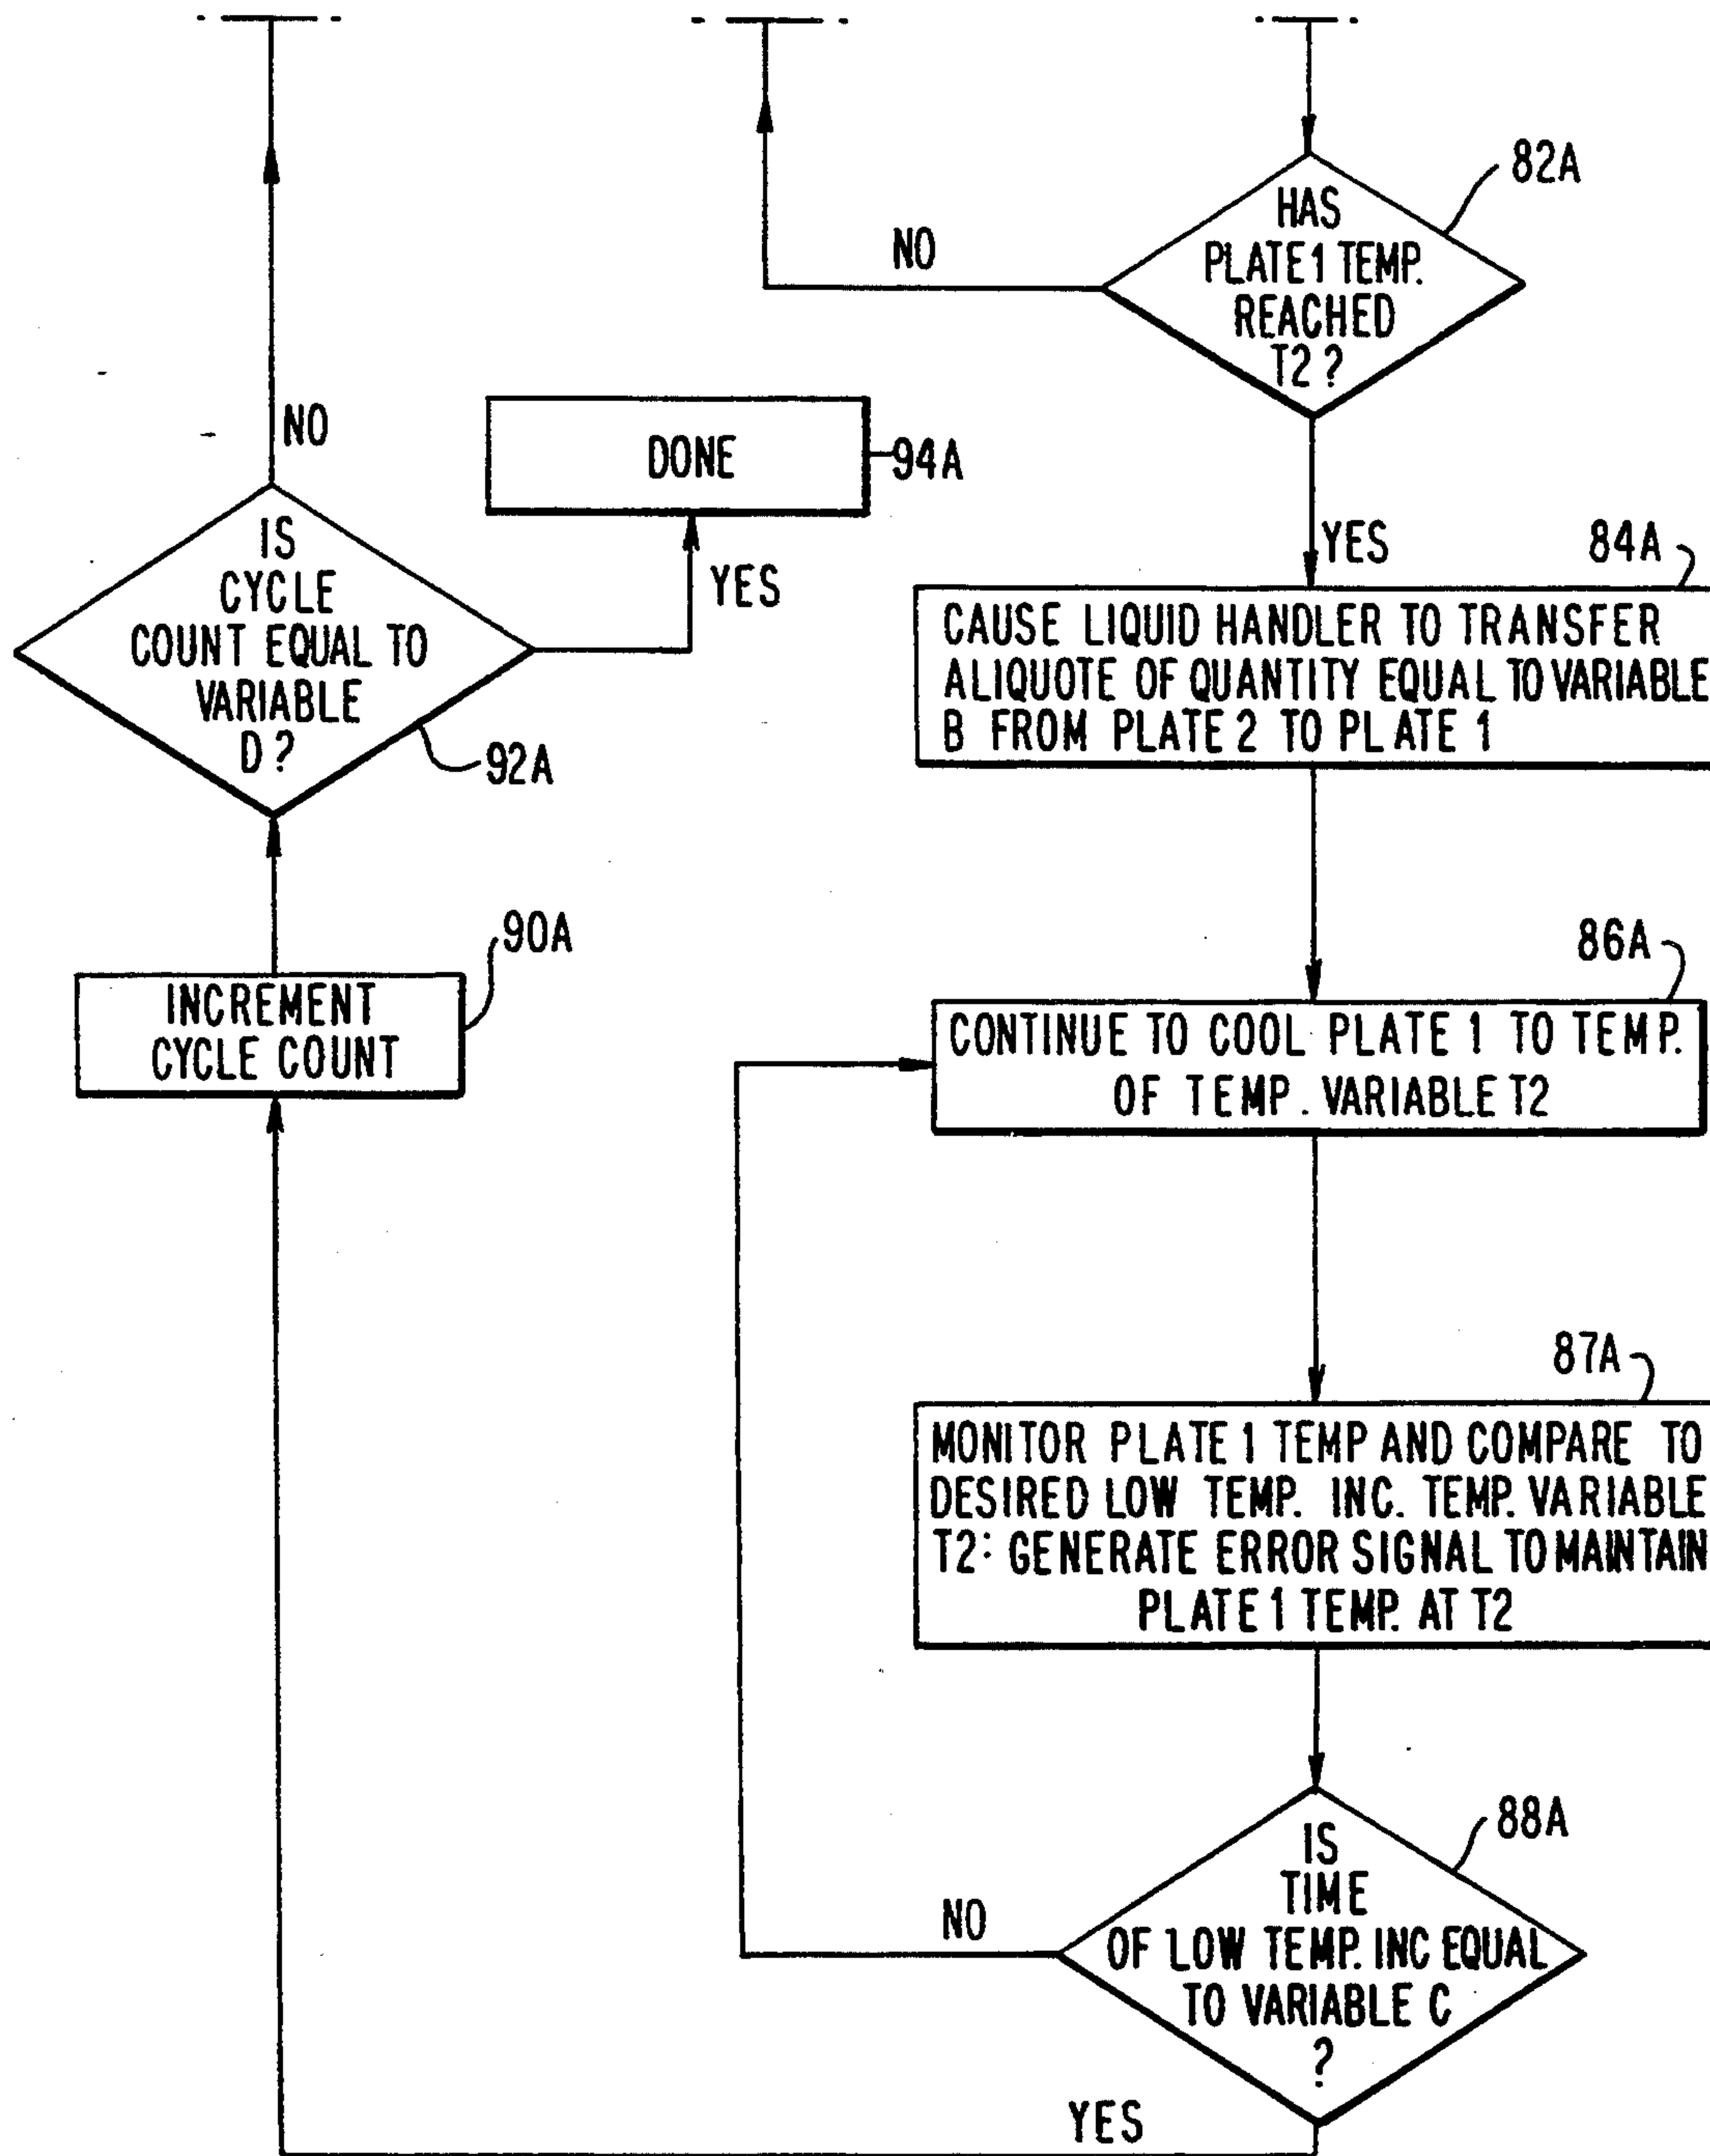 82A
HAS
PLATE 1 TEMP.
REACHED
T2?
NO
YES
84A
CAUSE LIQUID HANDLER TO TRANSFER
ALIQUOTE OF QUANTITY EQUAL TO VARIABLE
B FROM PLATE 2 TO PLATE 1
86A
CONTINUE TO COOL PLATE 1 TO TEMP.
OF TEMP. VARIABLE T2
87A
MONITOR PLATE 1 TEMP AND COMPARE TO
DESIRED LOW TEMP. INC. TEMP. VARIABLE
T2: GENERATE ERROR SIGNAL TO MAINTAIN
PLATE 1 TEMP. AT T2
88A
IS
TIME
OF LOW TEMP. INC EQUAL
TO VARIABLE C
?
NO
YES
90A
INCREMENT
CYCLE COUNT
92A
IS
CYCLE
COUNT EQUAL TO
VARIABLE
D?
NO
YES
DONE
94A